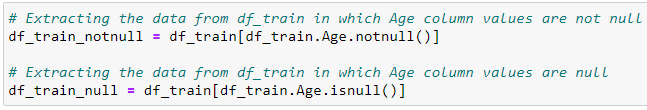 # Extracting the data from df_train in which Age column values are not null
df_train_notnull = df_train[df_train.Age.notnull()]
# Extracting the data from df_train in which Age column values are null
df_train_null = df_train[df_train.Age.isnull()]